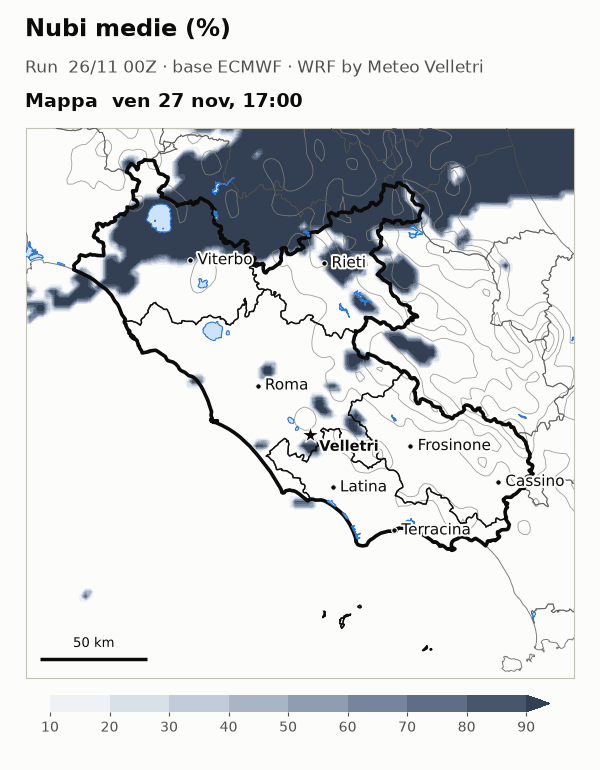 Nubi medie (%)
Run  26/11 00Z · base ECMWF · WRF by Meteo Velletri
Mappa  ven 27 nov, 17:00
Viterbo
Rieti
Roma
Velletri
Frosinone
Cassino
Latina
Terracina
50 km
10 20 30 40 50 60 70 80 90